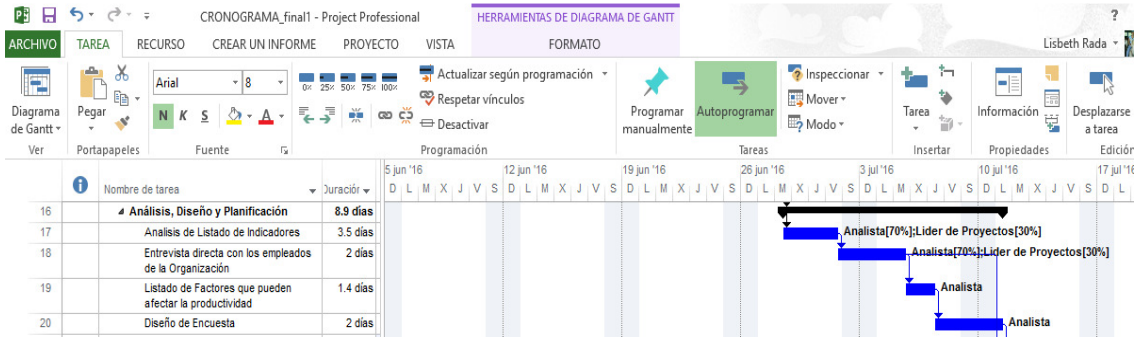 CRONOGRAMA_final1 - Project Professional
HERRAMIENTAS DE DIAGRAMA DE GANTT
?
ARCHIVO TAREA RECURSO CREAR UN INFORME PROYECTO VISTA FORMATO Lisbeth Rada
Diagrama de Gantt
Ver
Pegar
Portapapeles
Arial 8
N K S A
Fuente
0% 25% 50% 75% 100%
Actualizar según programación
Respetar vínculos
Desactivar
Programación
Programar manualmente
Autoprogramar
Inspeccionar
Mover
Modo
Tareas
Tarea
Insertar
Información
Propiedades
Desplazarse a tarea
Edición
5 jun '16 12 jun '16 19 jun '16 26 jun '16 3 jul '16 10 jul '16 17 jul '16
Nombre de tarea
D L M X J V S D L M X J V S D L M X J V S D L M X J V S D L M X J V S D L M X J V S D L
16 Análisis, Diseño y Planificación 8.9 días
17 Analisis de Listado de Indicadores 3.5 días Analista[70%];Lider de Proyectos[30%]
18 Entrevista directa con los empleados 2 días Analista[70%];Lider de Proyectos[30%]
de la Organización
19 Listado de Factores que pueden 1.4 días Analista
afectar la productividad
20 Diseño de Encuesta 2 días Analista